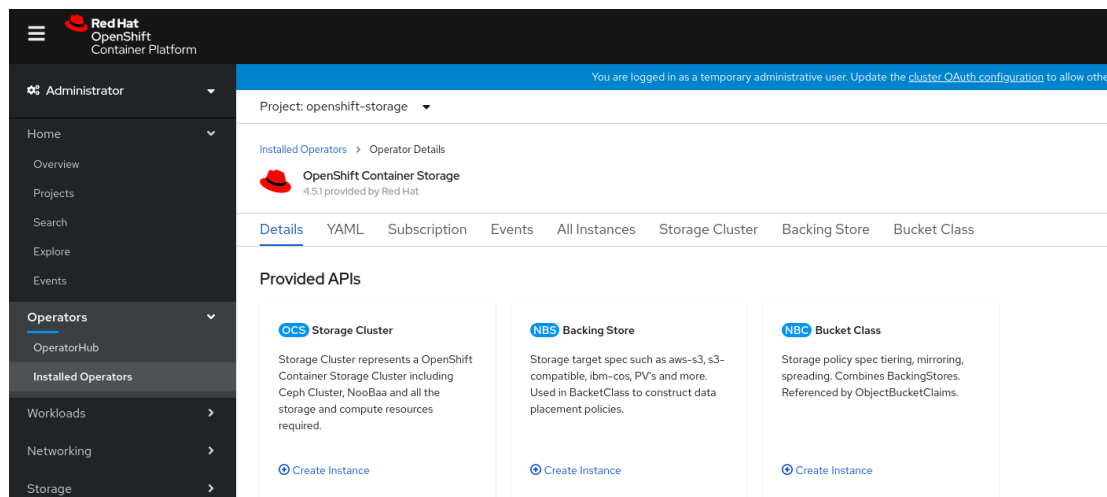 Red Hat
OpenShift
Container Platform
You are logged in as a temporary administrative user. Update the cluster OAuth configuration to allow othe
Administrator
Project: openshift-storage
Home
Overview
Projects
Search
Explore
Events
Operators
OperatorHub
Installed Operators
Workloads
Networking
Storage
Installed Operators > Operator Details
OpenShift Container Storage
4.5.1 provided by Red Hat
Details YAML Subscription Events All Instances Storage Cluster Backing Store Bucket Class
Provided APIs
OCS Storage Cluster
Storage Cluster represents a OpenShift
Container Storage Cluster including
Ceph Cluster, NooBaa and all the
storage and compute resources
required.
Create Instance
NBS Backing Store
Storage target spec such as aws-s3, s3-
compatible, ibm-cos, PV's and more.
Used in BacketClass to construct data
placement policies.
Create Instance
NBC Bucket Class
Storage policy spec tiering, mirroring,
spreading. Combines BackingStores.
Referenced by ObjectBucketClaims.
Create Instance